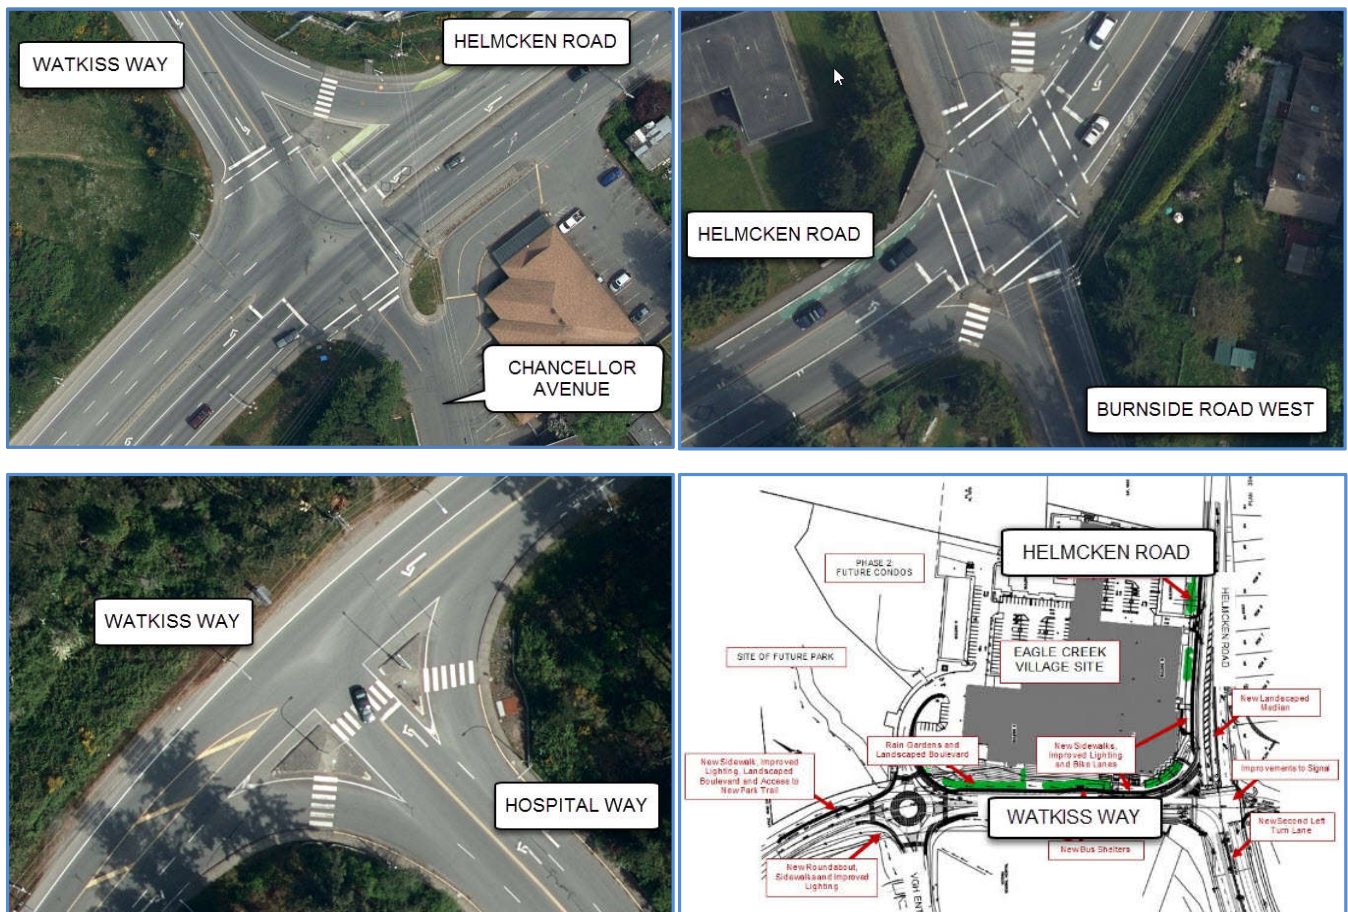 WATKISS WAY
HELMCKEN ROAD
CHANCELLOR
AVENUE
HELMCKEN ROAD
BURNSIDE ROAD WEST
WATKISS WAY
HOSPITAL WAY
HELMCKEN ROAD
PHASE 2:
FUTURE CONDOS
HELMCKEN ROAD
EAGLE CREEK
VILLAGE SITE
SITE OF FUTURE PARK
New Landscaped
Median
Rain Gardens and
Landscaped Boulevard
New Sidewalks,
Improved Lighting
and Bike Lanes
New Sidewalk, Improved
Lighting, Landscaped
Boulevard and Access to
New Park Trail
Improvements to Signal
WATKISS WAY
New Second Left
Turn Lane
New Bus Shelters
New Roundabout,
Sidewalks and Improved
Lighting
VGH ENT